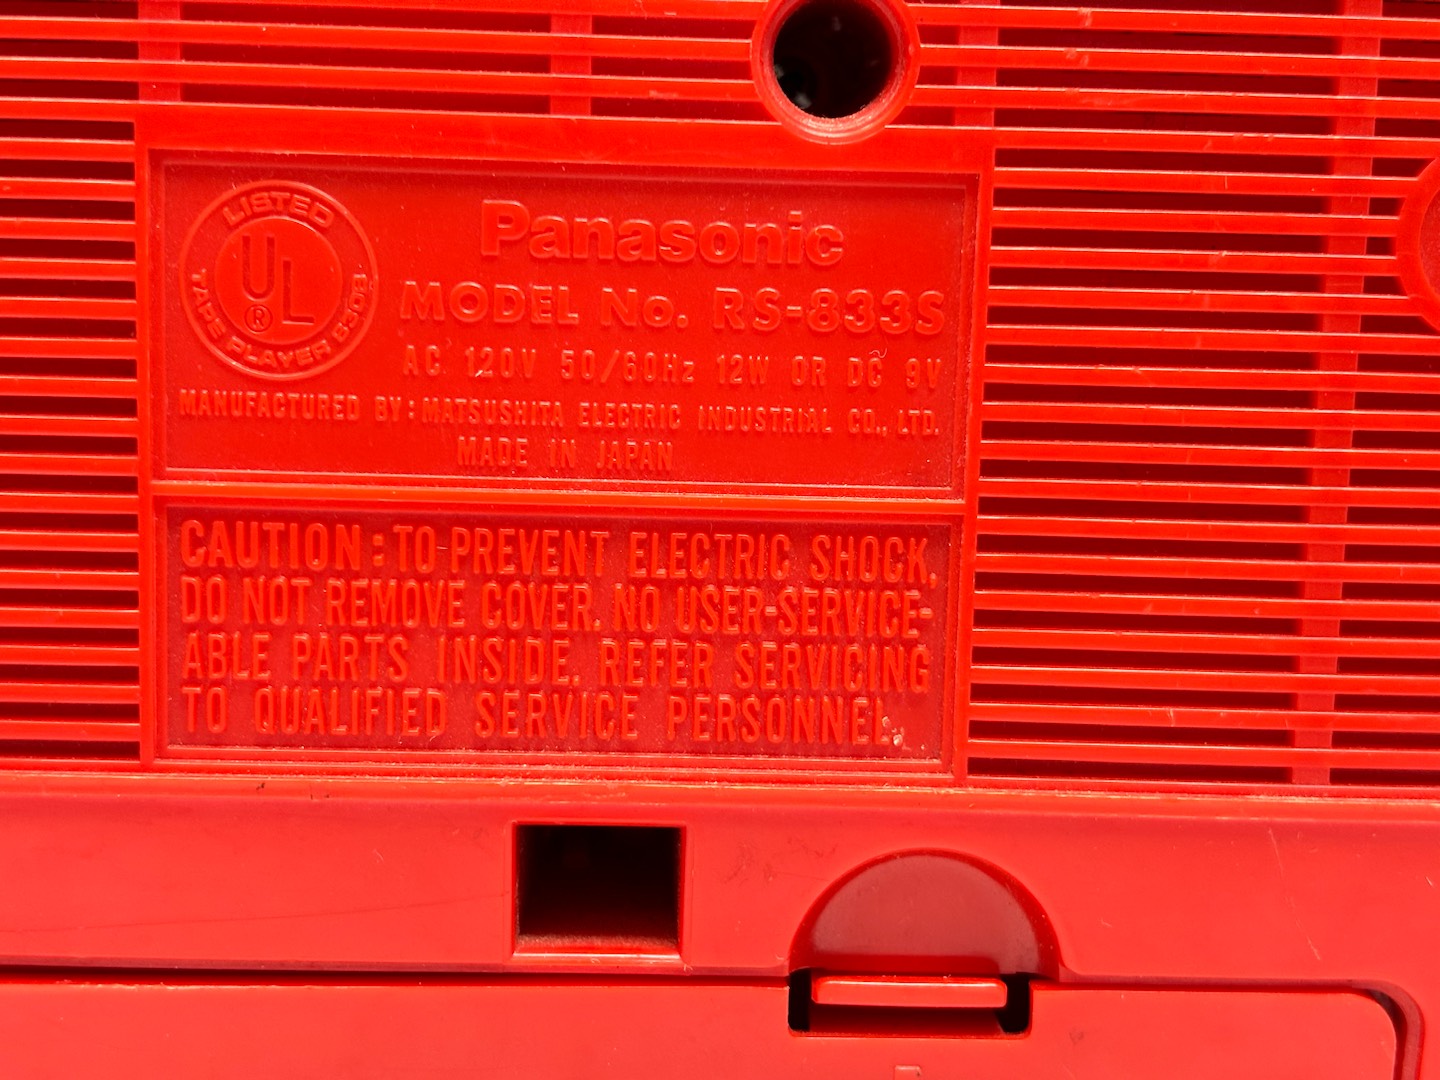 LISTED
UL
®
TAPE PLAYER 630B
Panasonic
MODEL No. RS-833S
AC 120V 50/60Hz 12W OR DC 9V
MANUFACTURED BY: MATSUSHITA ELECTRIC INDUSTRIAL CO., LTD.
MADE IN JAPAN
CAUTION: TO PREVENT ELECTRIC SHOCK,
DO NOT REMOVE COVER. NO USER-SERVICE-
ABLE PARTS INSIDE. REFER SERVICING
TO QUALIFIED SERVICE PERSONNEL.